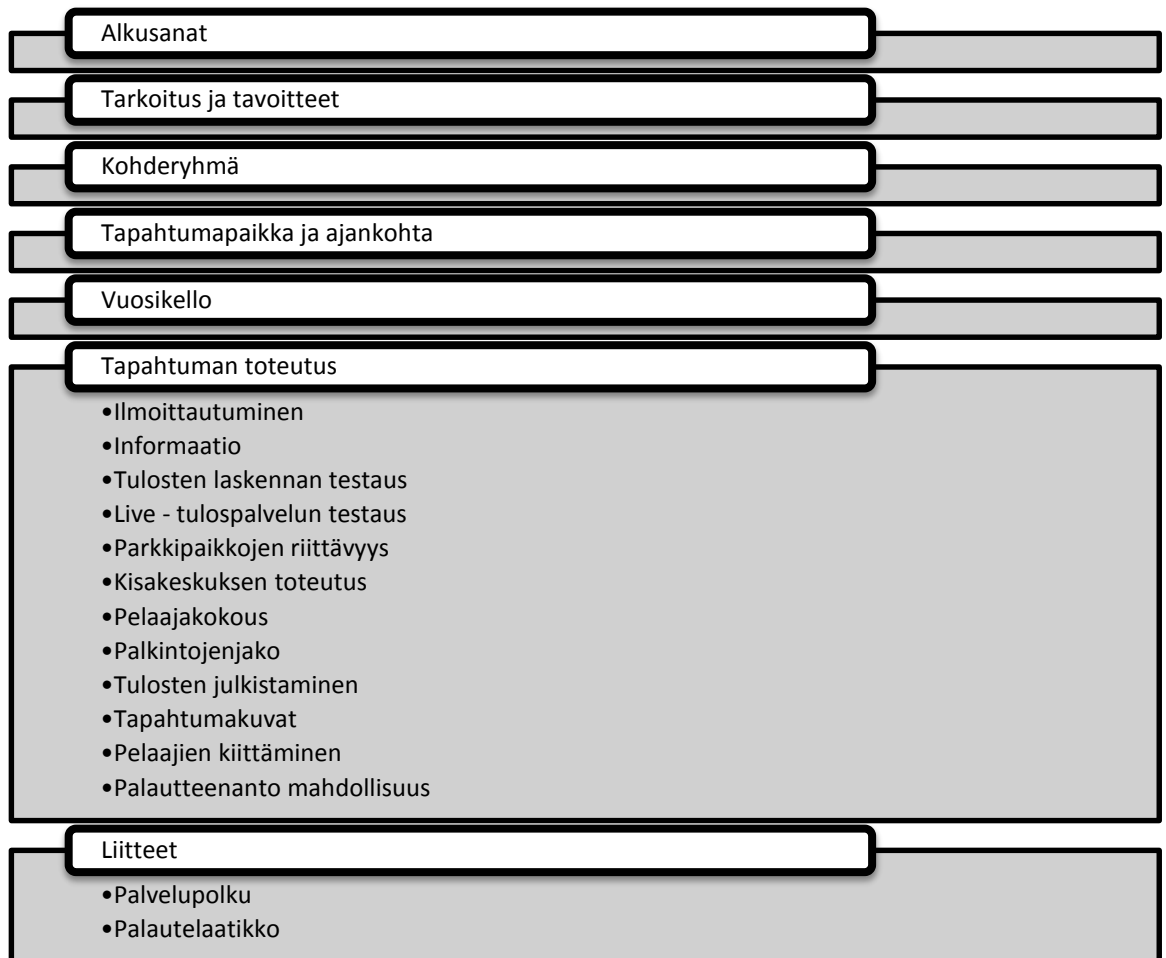 Alkusanat
Tarkoitus ja tavoitteet
Kohderyhmä
Tapahtumapaikka ja ajankohta
Vuosikello
Tapahtuman toteutus
•Ilmoittautuminen
•Informaatio
•Tulosten laskennan testaus
•Live - tulospalvelun testaus
•Parkkipaikkojen riittävyys
•Kisakeskuksen toteutus
•Pelaajakokous
•Palkintojenjako
•Tulosten julkistaminen
•Tapahtumakuvat
•Pelaajien kiittäminen
•Palautteenanto mahdollisuus
Liitteet
•Palvelupolku
•Palautelaatikko